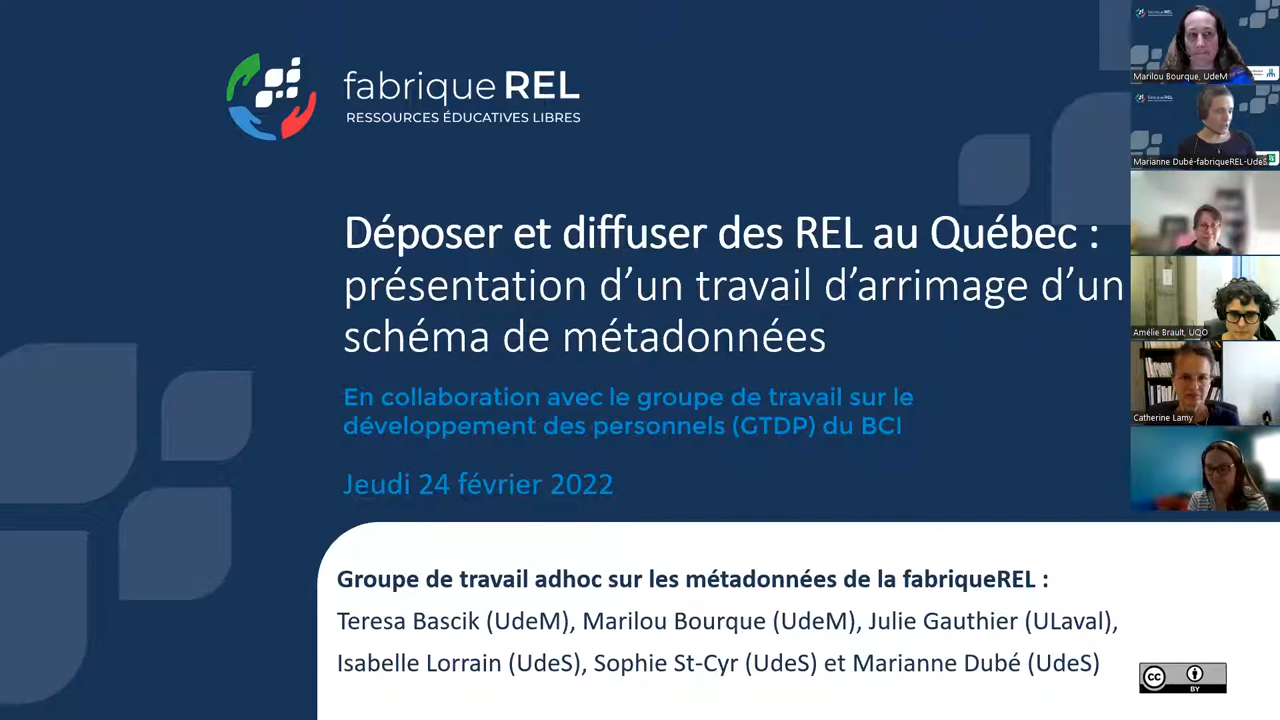 fabrique REL
RESSOURCES ÉDUCATIVES LIBRES
Déposer et diffuser des REL au Québec :
présentation d’un travail d’arrimage d’un
schéma de métadonnées
En collaboration avec le groupe de travail sur le
développement des personnels (GTDP) du BCI
Jeudi 24 février 2022
Groupe de travail adhoc sur les métadonnées de la fabriqueREL :
Teresa Bascik (UdeM), Marilou Bourque (UdeM), Julie Gauthier (ULaval),
Isabelle Lorrain (UdeS), Sophie St-Cyr (UdeS) et Marianne Dubé (UdeS)
cc
BY
Marilou Bourque, UdeM
Marianne Dubé-fabriqueREL-UdeS
Amélie Brault, UQO
Catherine Lamy